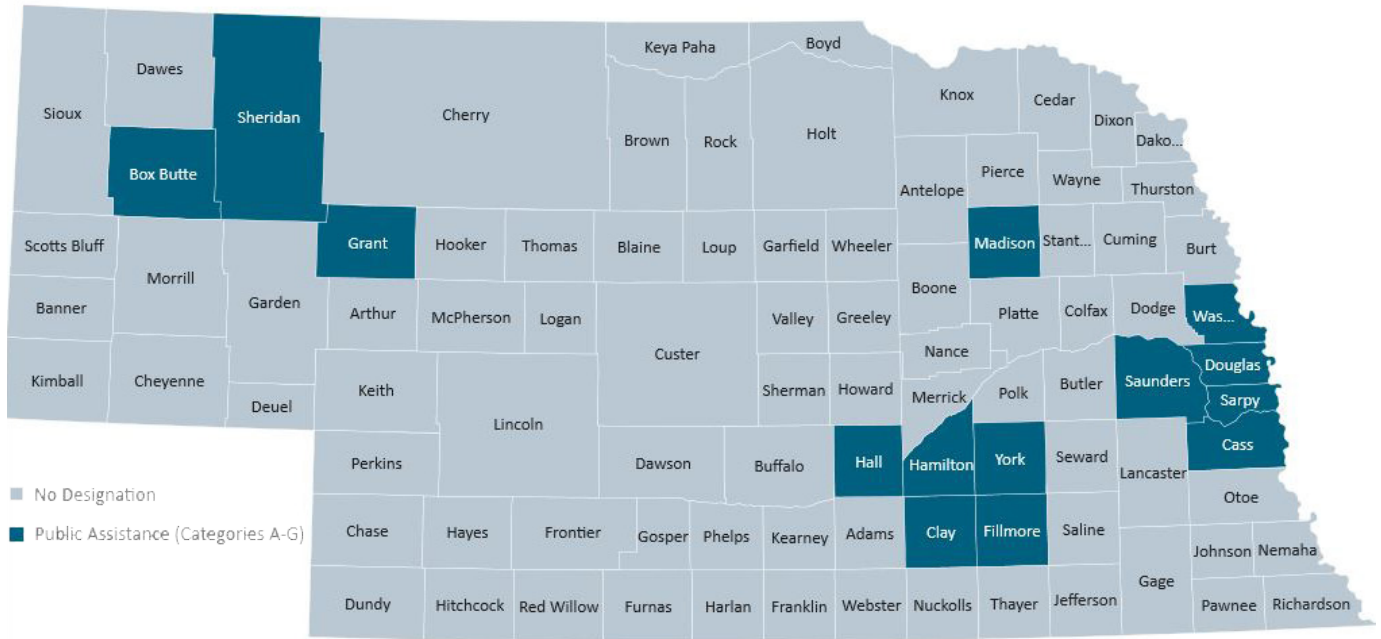 Keya Paha
Boyd
Dawes
Knox
Cedar
Sioux
Sheridan
Cherry
Dixon
Brown
Rock
Holt
Dako...
Box Butte
Pierce
Wayne
Antelope
Thurston
Scotts Bluff
Grant
Hooker
Thomas
Blaine
Loup
Garfield
Wheeler
Madison
Stant...
Cuming
Burt
Morrill
Boone
Banner
Garden
Arthur
McPherson
Logan
Valley
Greeley
Platte
Colfax
Dodge
Was...
Custer
Nance
Kimball
Cheyenne
Keith
Sherman
Howard
Merrick
Polk
Butler
Saunders
Douglas
Deuel
Sarpy
Lincoln
Perkins
Dawson
Buffalo
Hall
Hamilton
York
Seward
Lancaster
Cass
No Designation
Otoe
Public Assistance (Categories A-G)
Chase
Hayes
Frontier
Gosper
Phelps
Kearney
Adams
Clay
Fillmore
Saline
Johnson
Nemaha
Gage
Dundy
Hitchcock
Red Willow
Furnas
Harlan
Franklin
Webster
Nuckolls
Thayer
Jefferson
Pawnee
Richardson